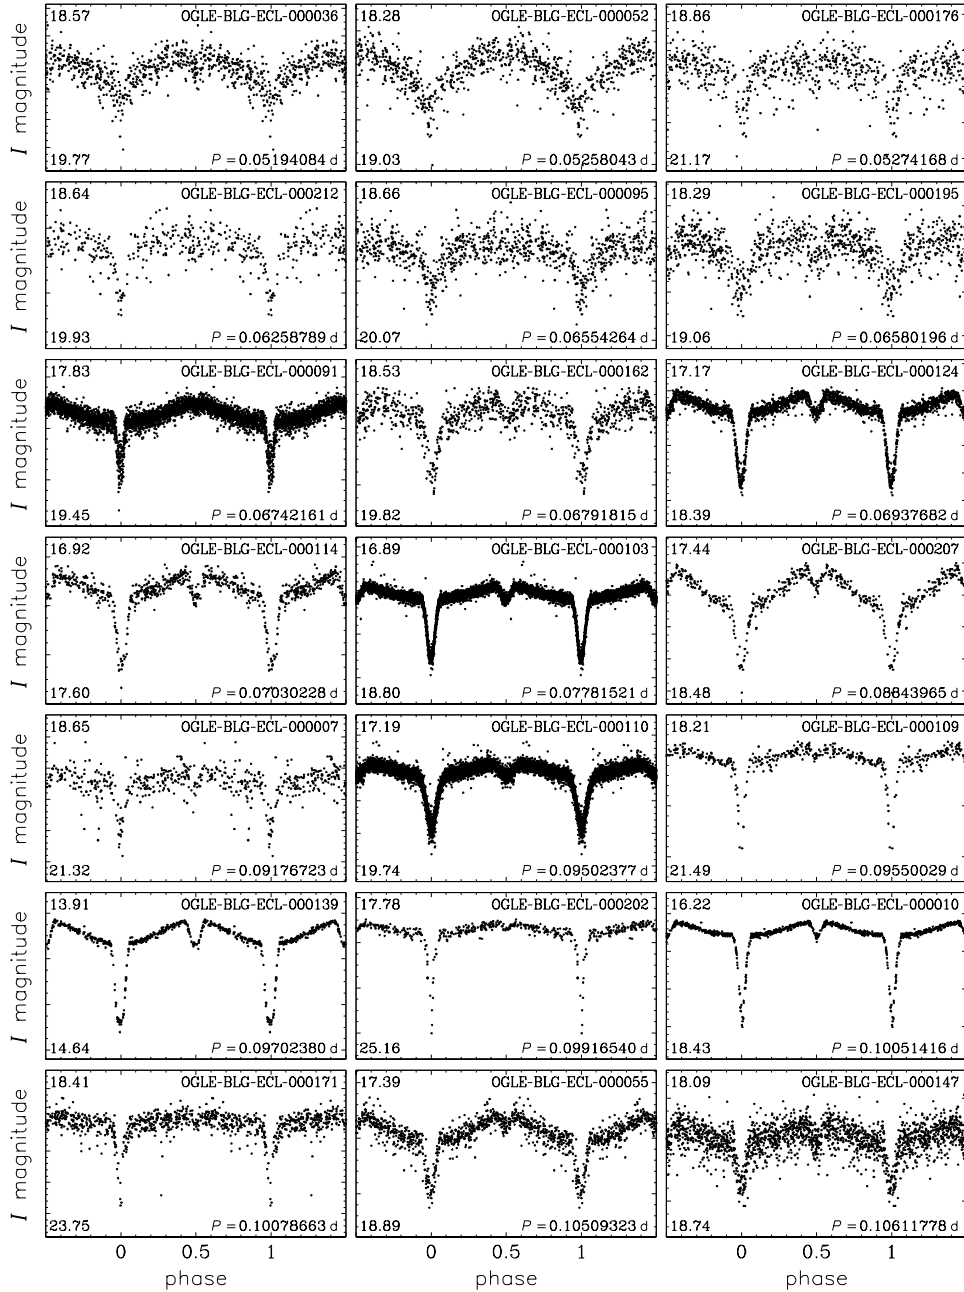 18.57 OGLE-BLG-ECL-000036
19.77 P = 0.05194084 d
18.28 OGLE-BLG-ECL-000052
19.03 P = 0.05258043 d
18.86 OGLE-BLG-ECL-000176
21.17 P = 0.05274168 d
I magnitude
18.64 OGLE-BLG-ECL-000212
19.93 P = 0.06258789 d
18.66 OGLE-BLG-ECL-000095
20.07 P = 0.06554264 d
18.29 OGLE-BLG-ECL-000195
19.06 P = 0.06580196 d
I magnitude
17.83 OGLE-BLG-ECL-000091
19.45 P = 0.06742161 d
18.53 OGLE-BLG-ECL-000162
19.82 P = 0.06791815 d
17.17 OGLE-BLG-ECL-000124
18.39 P = 0.06937682 d
I magnitude
16.92 OGLE-BLG-ECL-000114
17.60 P = 0.07030228 d
16.89 OGLE-BLG-ECL-000103
18.80 P = 0.07781521 d
17.44 OGLE-BLG-ECL-000207
18.48 P = 0.08843965 d
I magnitude
18.65 OGLE-BLG-ECL-000007
21.32 P = 0.09176723 d
17.19 OGLE-BLG-ECL-000110
19.74 P = 0.09502377 d
18.21 OGLE-BLG-ECL-000109
21.49 P = 0.09550029 d
I magnitude
13.91 OGLE-BLG-ECL-000139
14.64 P = 0.09702380 d
17.78 OGLE-BLG-ECL-000202
25.16 P = 0.09916540 d
16.22 OGLE-BLG-ECL-000010
18.43 P = 0.10051416 d
I magnitude
18.41 OGLE-BLG-ECL-000171
23.75 P = 0.10078663 d
17.39 OGLE-BLG-ECL-000055
18.89 P = 0.10509323 d
18.09 OGLE-BLG-ECL-000147
18.74 P = 0.10611778 d
I magnitude
0 0.5 1
0 0.5 1
0 0.5 1
phase
phase
phase